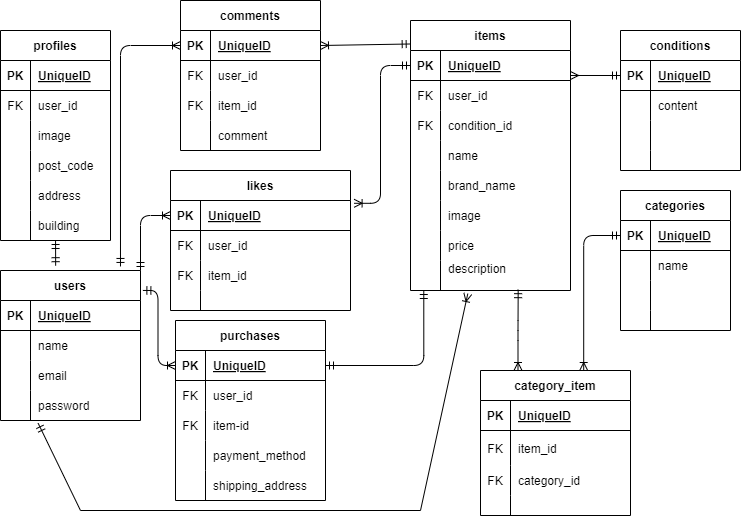 profiles
PK UniqueID
FK user_id
image
post_code
address
building
comments
PK UniqueID
FK user_id
FK item_id
comment
items
PK UniqueID
FK user_id
FK condition_id
name
brand_name
image
price
description
conditions
PK UniqueID
content
likes
PK UniqueID
FK user_id
FK item_id
categories
PK UniqueID
name
users
PK UniqueID
name
email
password
purchases
PK UniqueID
FK user_id
FK item-id
payment_method
shipping_address
category_item
PK UniqueID
FK item_id
FK category_id